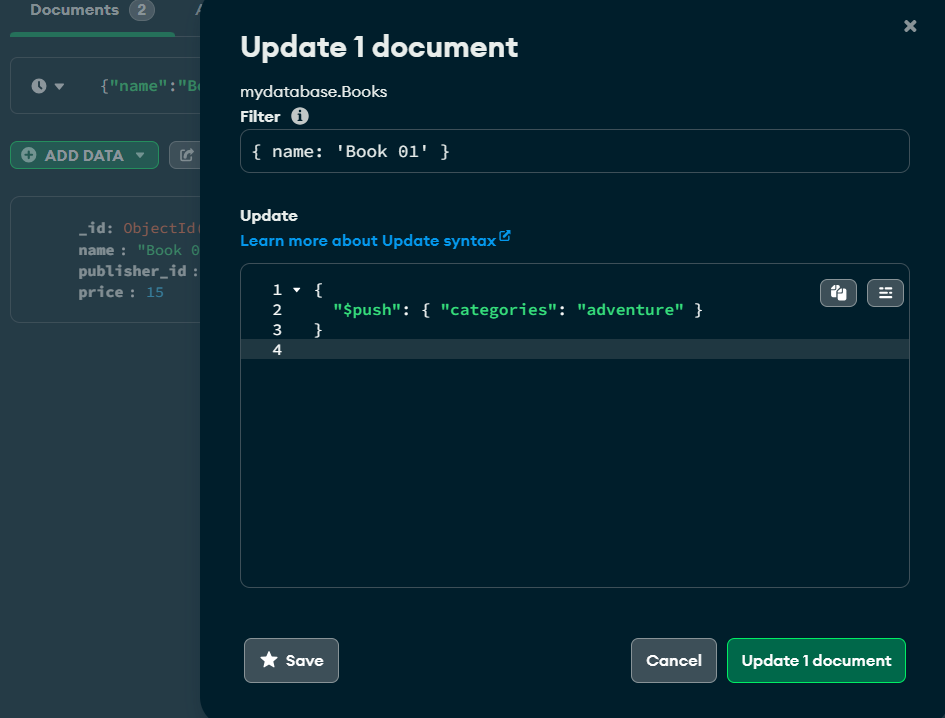 Documents 2
{"name":"Bo
ADD DATA
_id: ObjectId(
name : "Book 0
publisher_id :
price : 15
Update 1 document
mydatabase.Books
Filter
{ name: 'Book 01' }
Update
Learn more about Update syntax
1 {
2 "$push": { "categories": "adventure" }
3 }
4
Save
Cancel
Update 1 document